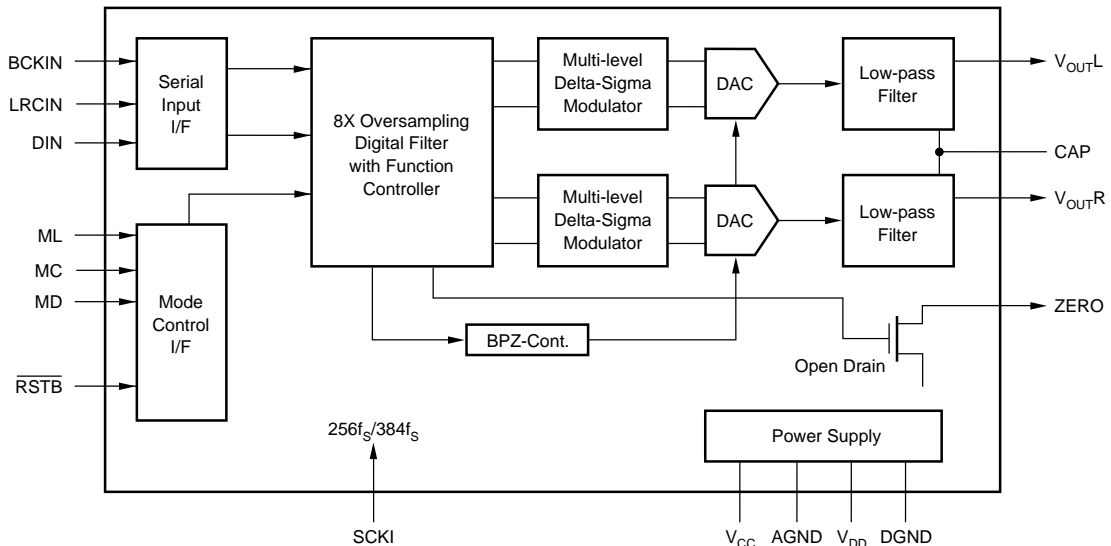 BCKIN
LRCIN
DIN
Serial
Input
I/F
8X Oversampling
Digital Filter
with Function
Controller
Multi-level
Delta-Sigma
Modulator
DAC
Low-pass
Filter
VOUTL
CAP
Multi-level
Delta-Sigma
Modulator
DAC
Low-pass
Filter
VOUTR
ML
MC
MD
RSTB
Mode
Control
I/F
BPZ-Cont.
Open Drain
ZERO
256fS/384fS
SCKI
Power Supply
VCC
AGND
VDD
DGND